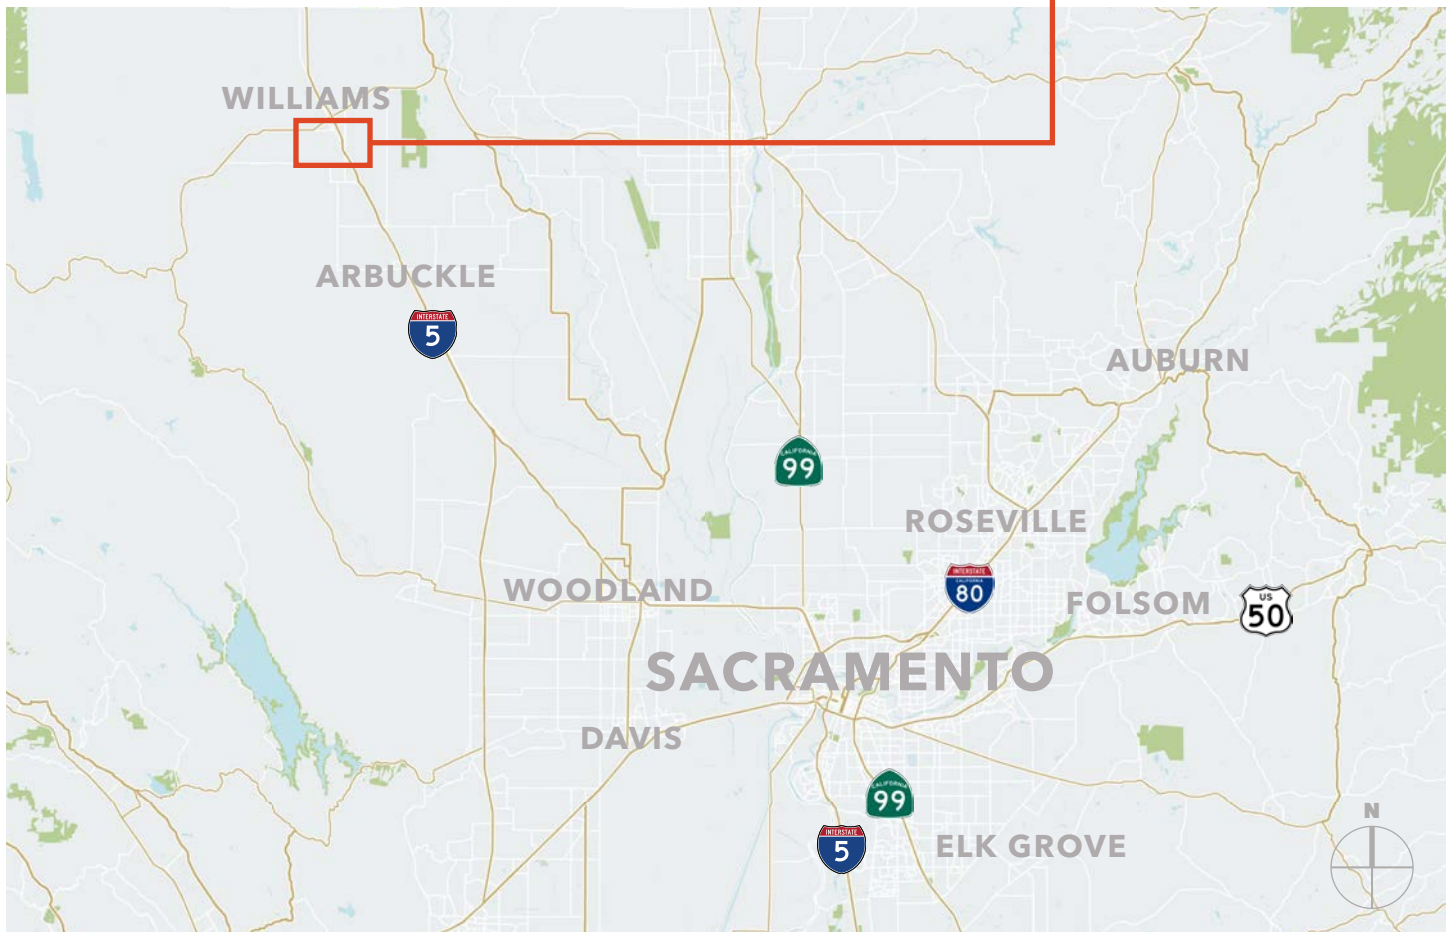 WILLIAMS
ARBUCKLE
INTERSTATE
5
AUBURN
CALIFORNIA
99
ROSEVILLE
INTERSTATE
CALIFORNIA
80
WOODLAND
FOLSOM
US
50
SACRAMENTO
DAVIS
CALIFORNIA
99
INTERSTATE
5
ELK GROVE
N